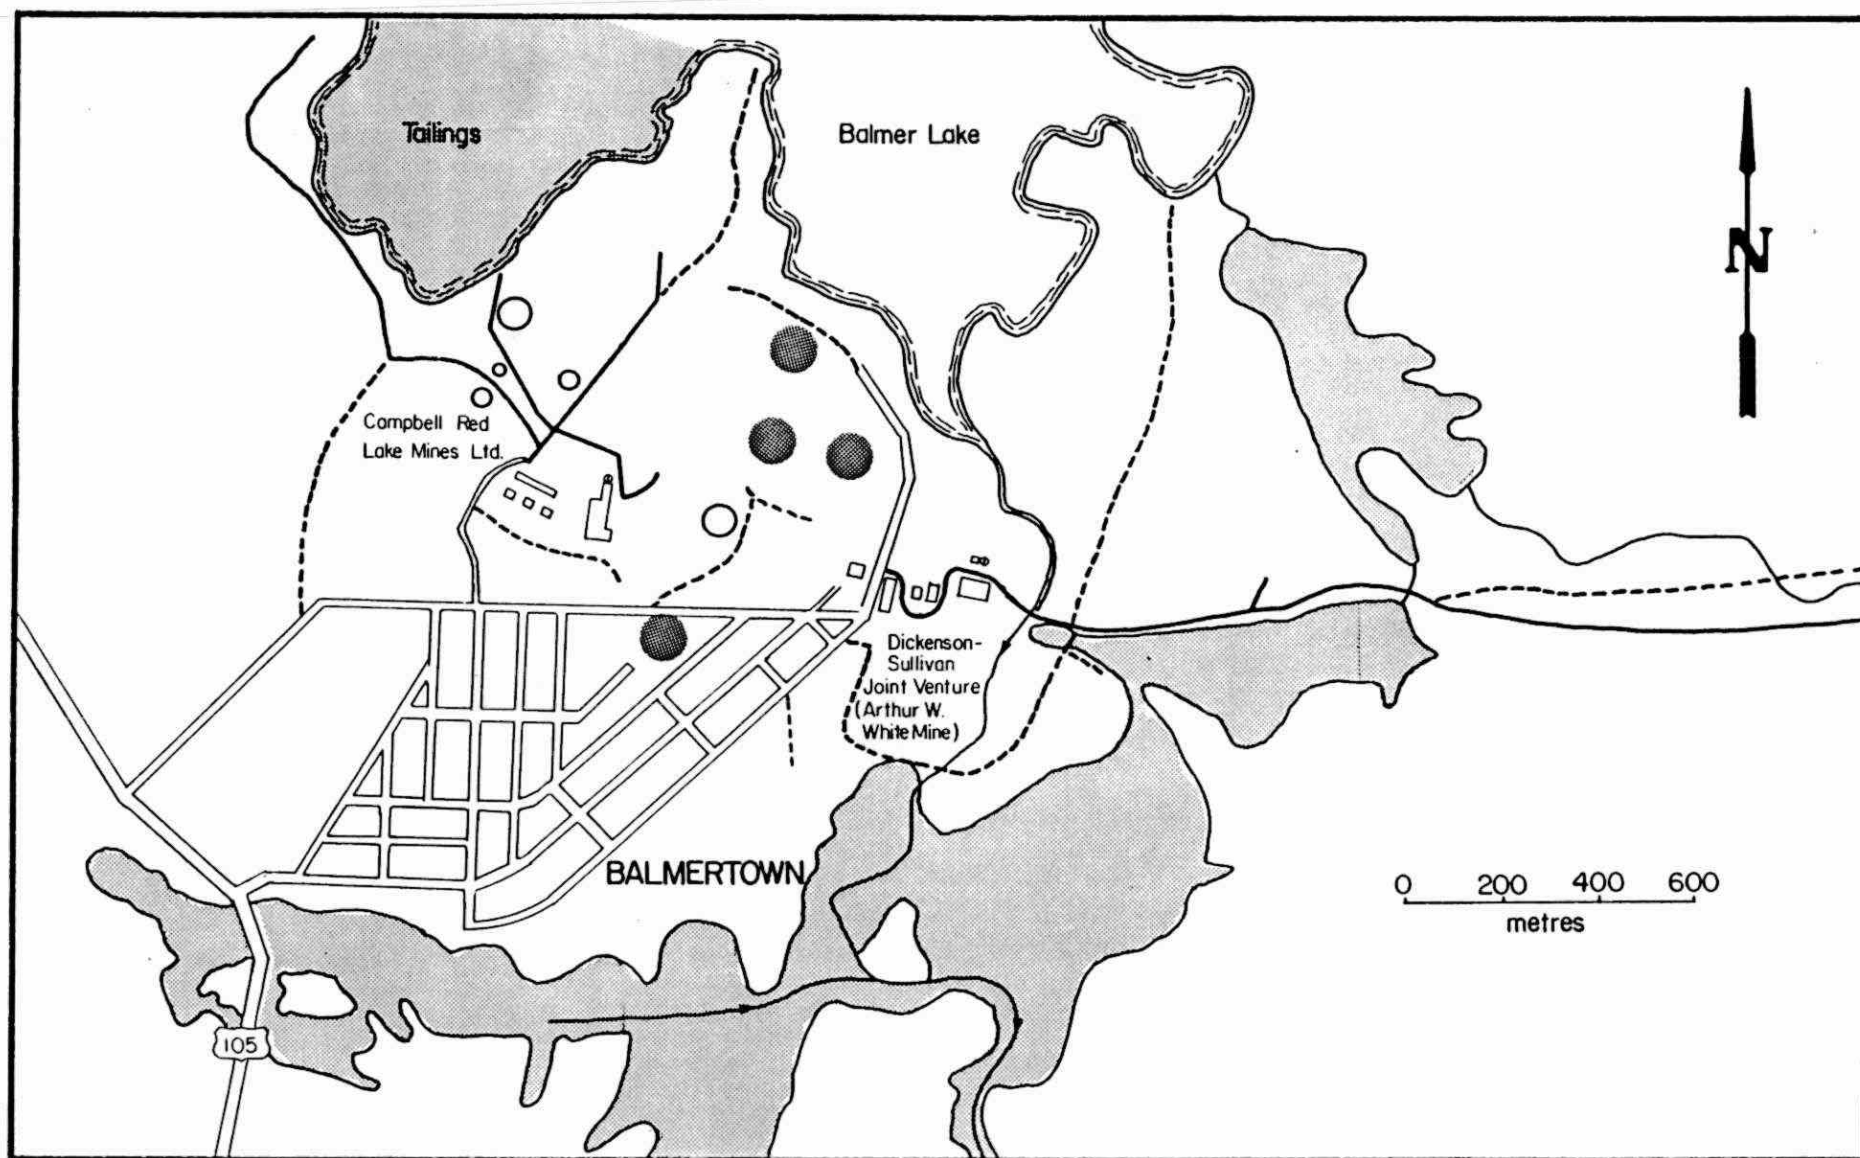 Tailings
Balmer Lake
N
Campbell Red
Lake Mines Ltd.
Dickenson-
Sullivan
Joint Venture
(Arthur W.
White Mine)
BALMERTOWN
0 200 400 600
metres
105